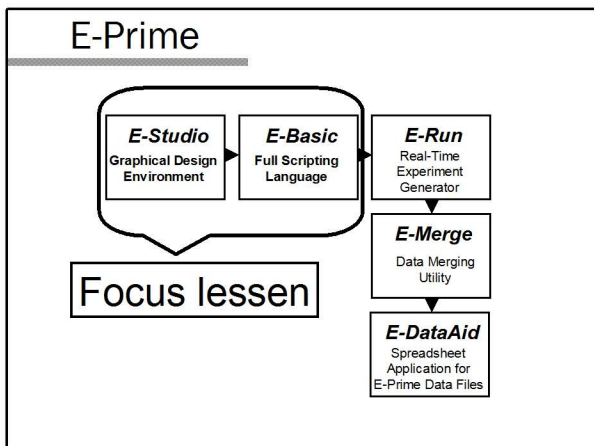 E-Prime
E-Studio
Graphical Design
Environment
E-Basic
Full Scripting
Language
E-Run
Real-Time
Experiment
Generator
E-Merge
Data Merging
Utility
Focus lessen
E-DataAid
Spreadsheet
Application for
E-Prime Data Files